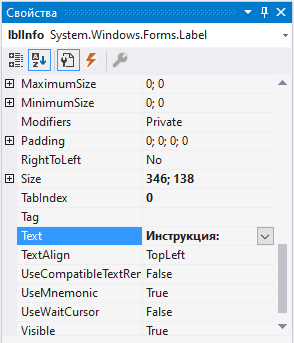 Свойства
lblInfo System.Windows.Forms.Label
MaximumSize 0; 0
MinimumSize 0; 0
Modifiers Private
Padding 0; 0; 0; 0
RightToLeft No
Size 346; 138
TabIndex 0
Tag
Text Инструкция:
TextAlign TopLeft
UseCompatibleTextRen False
UseMnemonic True
UseWaitCursor False
Visible True